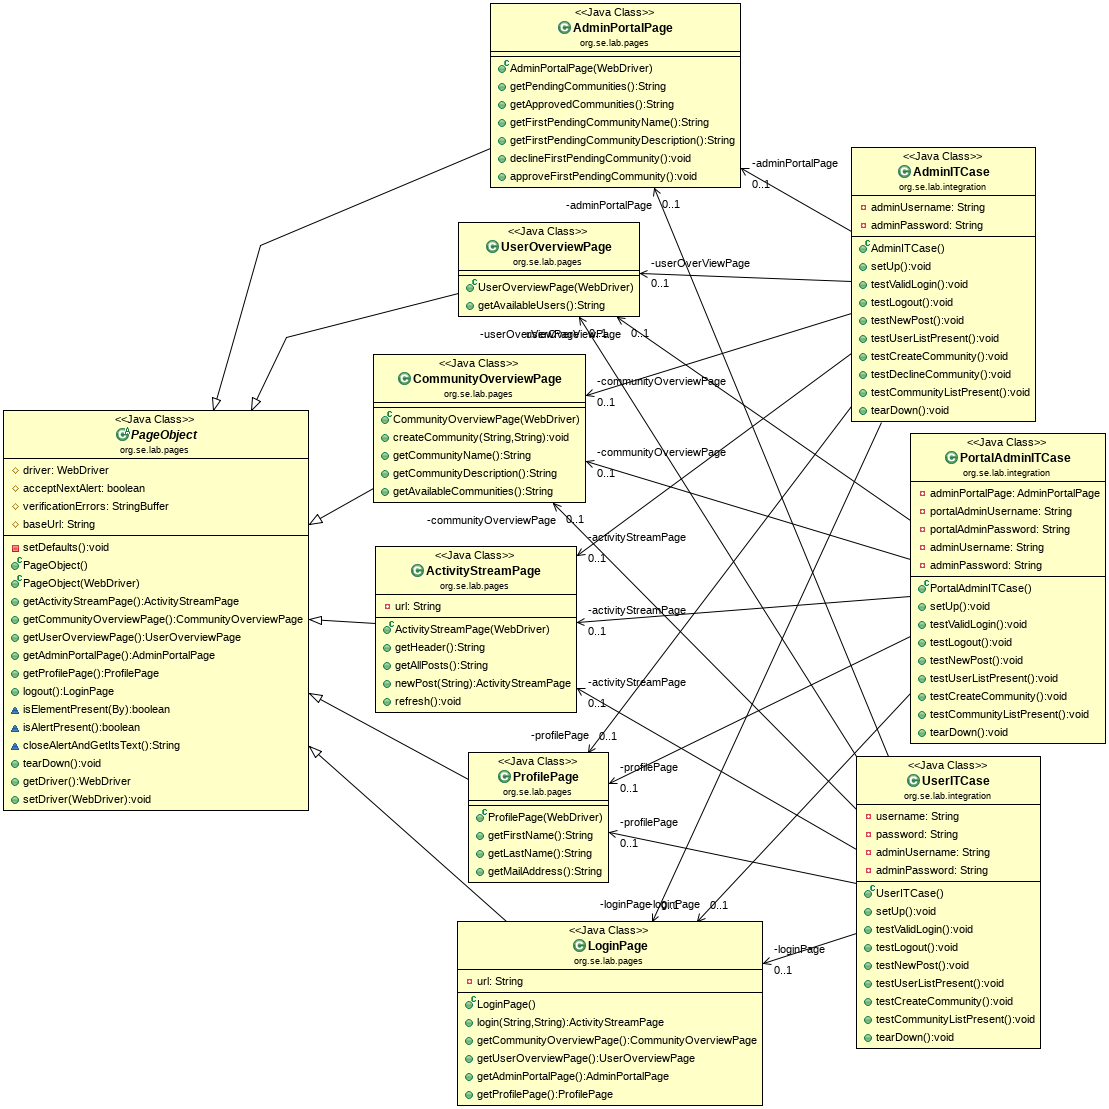 <<Java Class>>
AdminPortalPage
org.se.lab.pages
AdminPortalPage(WebDriver)
getPendingCommunities():String
getApprovedCommunities():String
getFirstPendingCommunityName():String
getFirstPendingCommunityDescription():String
declineFirstPendingCommunity():void
approveFirstPendingCommunity():void
<<Java Class>>
UserOverviewPage
org.se.lab.pages
UserOverviewPage(WebDriver)
getAvailableUsers():String
<<Java Class>>
CommunityOverviewPage
org.se.lab.pages
CommunityOverviewPage(WebDriver)
createCommunity(String,String):void
getCommunityName():String
getCommunityDescription():String
getAvailableCommunities():String
<<Java Class>>
PageObject
org.se.lab.pages
driver: WebDriver
acceptNextAlert: boolean
verificationErrors: StringBuffer
baseUrl: String
setDefaults():void
PageObject()
PageObject(WebDriver)
getActivityStreamPage():ActivityStreamPage
getCommunityOverviewPage():CommunityOverviewPage
getUserOverviewPage():UserOverviewPage
getAdminPortalPage():AdminPortalPage
getProfilePage():ProfilePage
logout():LoginPage
isElementPresent(By):boolean
isAlertPresent():boolean
closeAlertAndGetItsText():String
tearDown():void
getDriver():WebDriver
setDriver(WebDriver):void
<<Java Class>>
ActivityStreamPage
org.se.lab.pages
url: String
ActivityStreamPage(WebDriver)
getHeader():String
getAllPosts():String
newPost(String):ActivityStreamPage
refresh():void
<<Java Class>>
ProfilePage
org.se.lab.pages
ProfilePage(WebDriver)
getFirstName():String
getLastName():String
getMailAddress():String
<<Java Class>>
LoginPage
org.se.lab.pages
url: String
LoginPage()
login(String,String):ActivityStreamPage
getCommunityOverviewPage():CommunityOverviewPage
getUserOverviewPage():UserOverviewPage
getAdminPortalPage():AdminPortalPage
getProfilePage():ProfilePage
<<Java Class>>
AdminITCase
org.se.lab.integration
adminUsername: String
adminPassword: String
AdminITCase()
setUp():void
testValidLogin():void
testLogout():void
testNewPost():void
testUserListPresent():void
testCreateCommunity():void
testDeclineCommunity():void
testCommunityListPresent():void
tearDown():void
<<Java Class>>
PortalAdminITCase
org.se.lab.integration
adminPortalPage: AdminPortalPage
portalAdminUsername: String
portalAdminPassword: String
adminUsername: String
adminPassword: String
PortalAdminITCase()
setUp():void
testValidLogin():void
testLogout():void
testNewPost():void
testUserListPresent():void
testCreateCommunity():void
testCommunityListPresent():void
tearDown():void
<<Java Class>>
UserITCase
org.se.lab.integration
username: String
password: String
adminUsername: String
adminPassword: String
UserITCase()
setUp():void
testValidLogin():void
testLogout():void
testNewPost():void
testUserListPresent():void
testCreateCommunity():void
testCommunityListPresent():void
tearDown():void
-adminPortalPage
0..1
-adminPortalPage
0..1
-userOverViewPage
0..1
0..1
-communityOverviewPage
0..1
-communityOverviewPage
0..1
-communityOverviewPage
0..1
-activityStreamPage
0..1
-activityStreamPage
0..1
-activityStreamPage
0..1
-profilePage
0..1
-profilePage
0..1
-profilePage
0..1
-loginPage
0..1
-loginPage
0..1